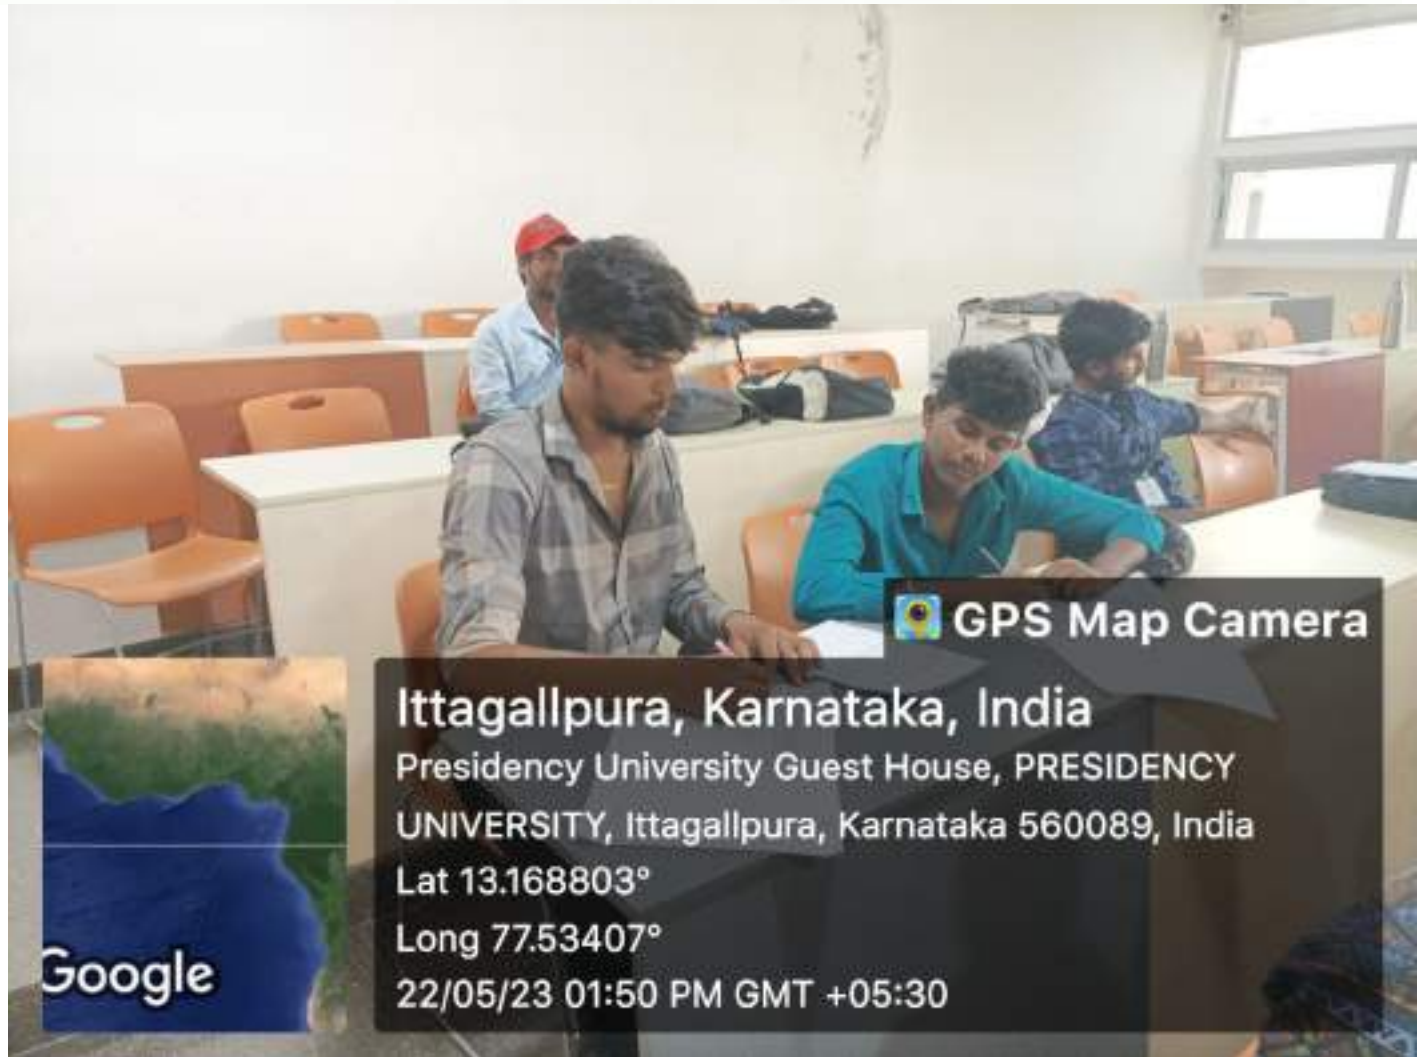 GPS Map Camera
Ittagallpura, Karnataka, India
Presidency University Guest House, PRESIDENCY
UNIVERSITY, Ittagallpura, Karnataka 560089, India
Lat 13.168803°
Long 77.53407°
22/05/23 01:50 PM GMT +05:30
Google